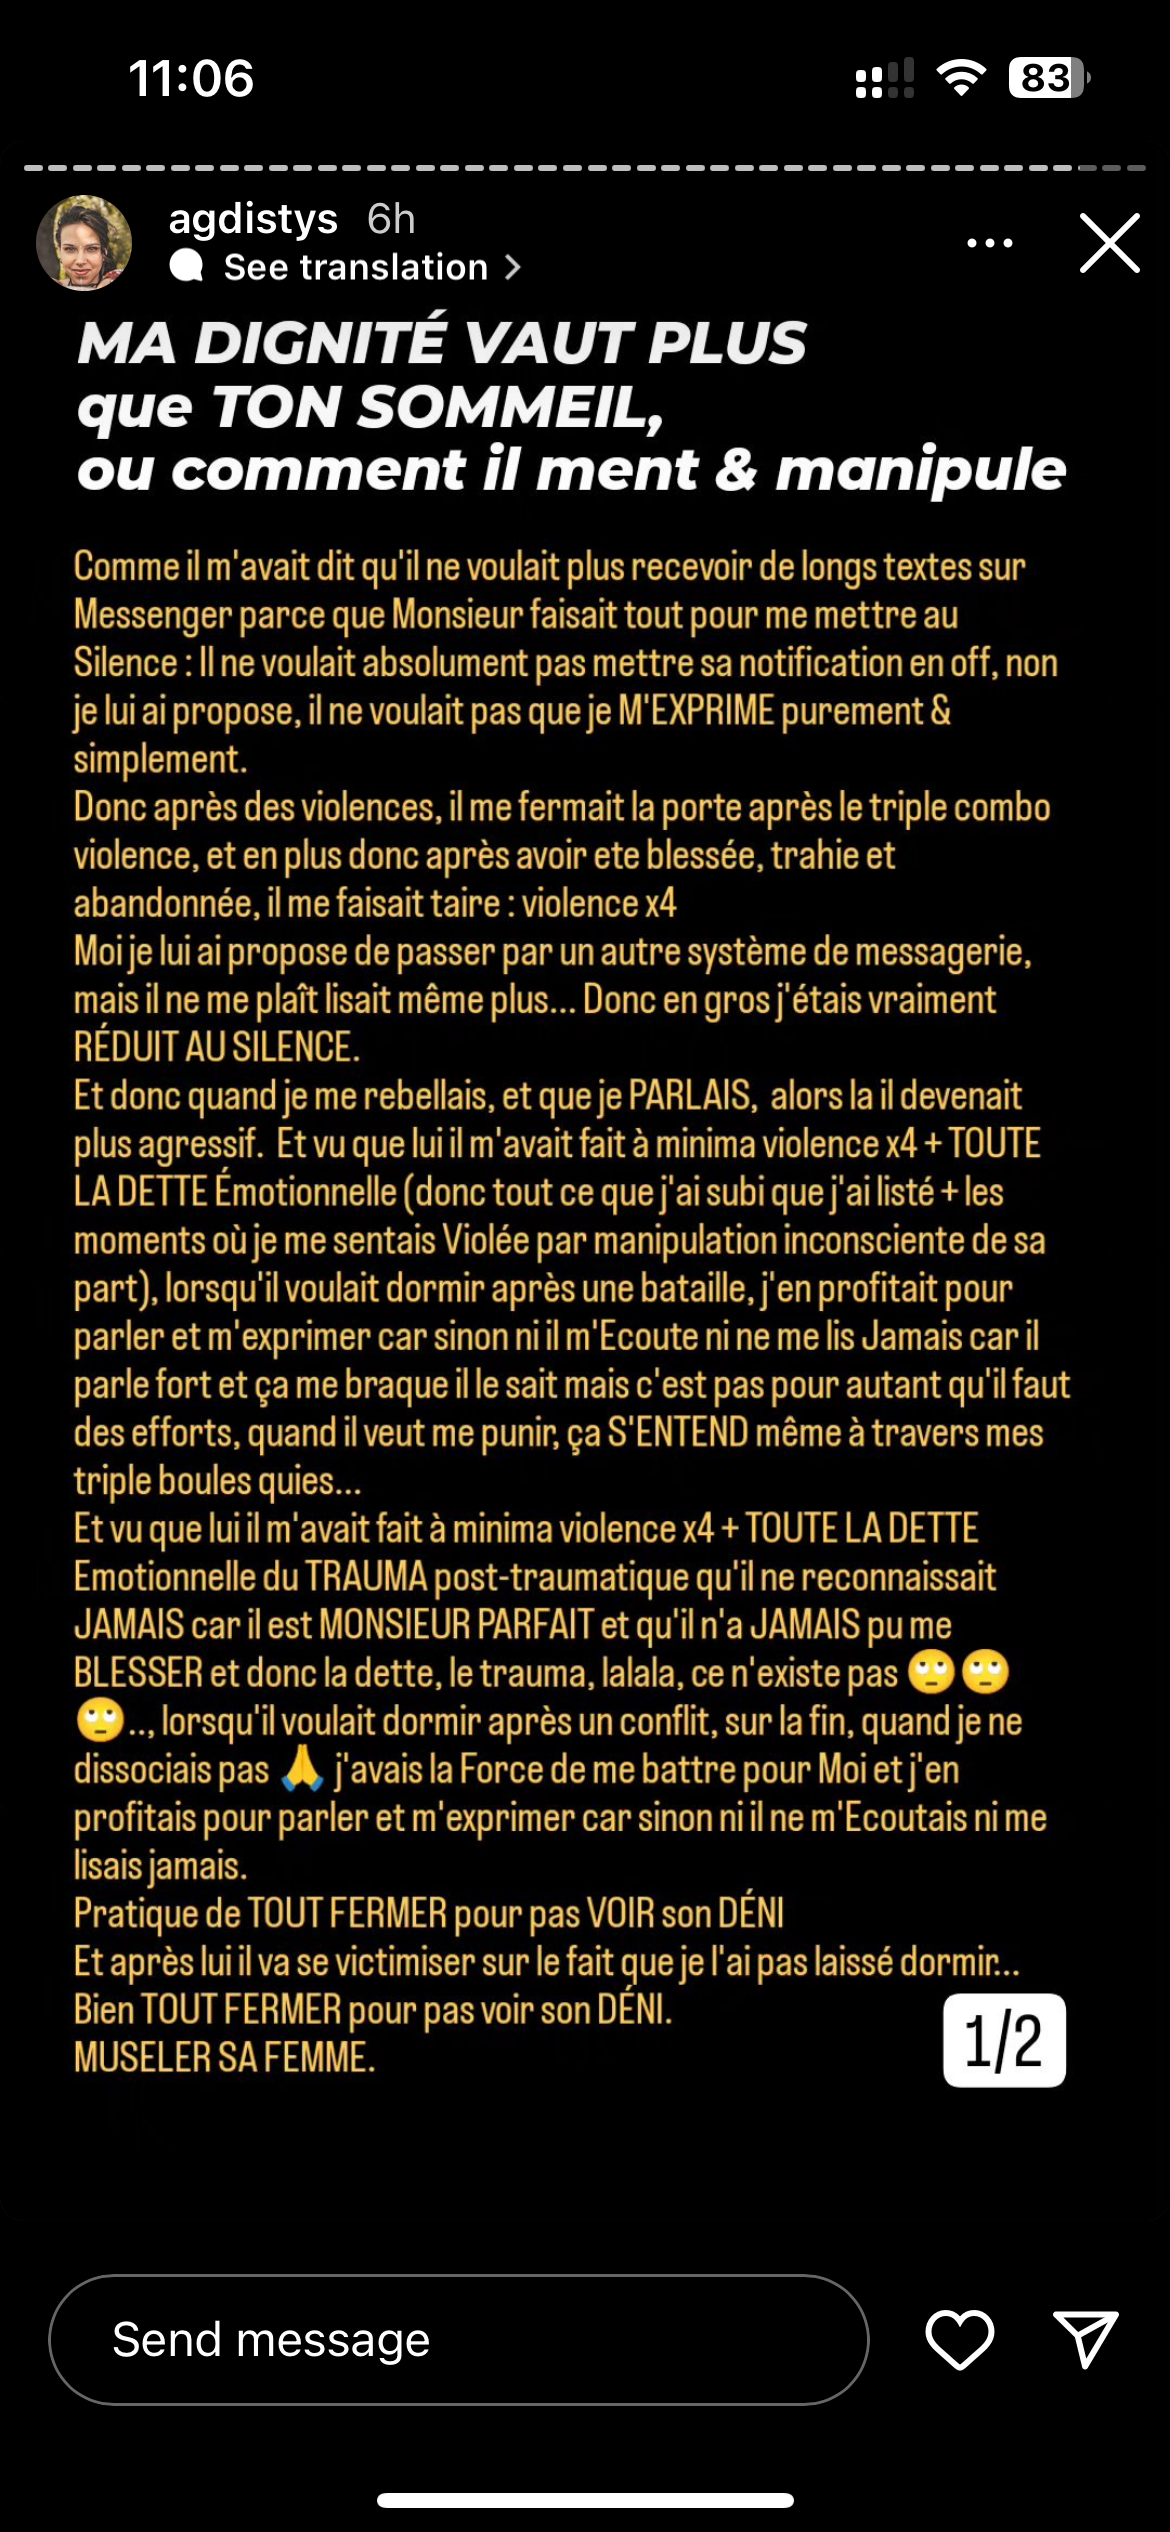 11:06
83
agdistys 6h
See translation >
MA DIGNITÉ VAUT PLUS
que TON SOMMEIL,
ou comment il ment & manipule
Comme il m'avait dit qu'il ne voulait plus recevoir de longs textes sur
Messenger parce que Monsieur faisait tout pour me mettre au
Silence : Il ne voulait absolument pas mettre sa notification en off, non
je lui ai propose, il ne voulait pas que je M'EXPRIME purement &
simplement.
Donc après des violences, il me fermait la porte après le triple combo
violence, et en plus donc après avoir ete blessée, trahie et
abandonnée, il me faisait taire : violence x4
Moi je lui ai propose de passer par un autre système de messagerie,
mais il ne me plaît lisait même plus... Donc en gros j'étais vraiment
RÉDUIT AU SILENCE.
Et donc quand je me rebellais, et que je PARLAIS, alors la il devenait
plus agressif. Et vu que lui il m'avait fait à minima violence x4 + TOUTE
LA DETTE Émotionnelle (donc tout ce que j'ai subi que j'ai listé + les
moments où je me sentais Violée par manipulation inconsciente de sa
part), lorsqu'il voulait dormir après une bataille, j'en profitait pour
parler et m'exprimer car sinon ni il m'Ecoute ni ne me lis Jamais car il
parle fort et ça me braque il le sait mais c'est pas pour autant qu'il faut
des efforts, quand il veut me punir, ça S'ENTEND même à travers mes
triple boules quies...
Et vu que lui il m'avait fait à minima violence x4 + TOUTE LA DETTE
Emotionnelle du TRAUMA post-traumatique qu'il ne reconnaissait
JAMAIS car il est MONSIEUR PARFAIT et qu'il n'a JAMAIS pu me
BLESSER et donc la dette, le trauma, lalala, ce n'existe pas 🙄🙄
🙄.., lorsqu'il voulait dormir après un conflit, sur la fin, quand je ne
dissociais pas 🙏 j'avais la Force de me battre pour Moi et j'en
profitais pour parler et m'exprimer car sinon ni il ne m'Ecoutais ni me
lisais jamais.
Pratique de TOUT FERMER pour pas VOIR son DÉNI
Et après lui il va se victimiser sur le fait que je l'ai pas laissé dormir...
Bien TOUT FERMER pour pas voir son DÉNI.
MUSELER SA FEMME.
1/2
Send message